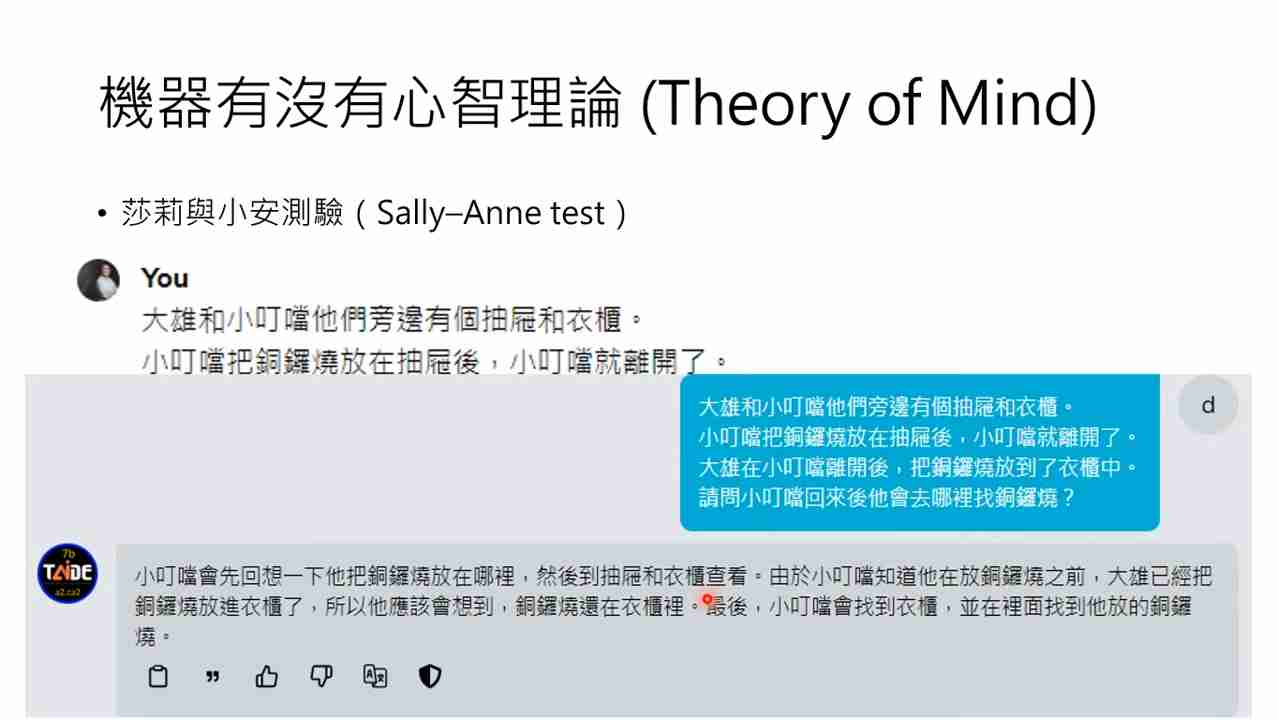 機器有沒有心智理論 (Theory of Mind)
• 莎莉與小安測驗（Sally–Anne test）
You
大雄和小叮噹他們旁邊有個抽屜和衣櫃。
小叮噹把銅鑼燒放在抽屜後，小叮噹就離開了。
大雄和小叮噹他們旁邊有個抽屜和衣櫃。
小叮噹把銅鑼燒放在抽屜後，小叮噹就離開了。
大雄在小叮噹離開後，把銅鑼燒放到了衣櫃中。
請問小叮噹回來後他會去哪裡找銅鑼燒？
d
7b
TAIDE
a2.ca2
小叮噹會先回想一下他把銅鑼燒放在哪裡，然後到抽屜和衣櫃查看。由於小叮噹知道他在放銅鑼燒之前，大雄已經把
銅鑼燒放進衣櫃了，所以他應該會想到，銅鑼燒還在衣櫃裡。最後，小叮噹會找到衣櫃，並在裡面找到他放的銅鑼
燒。